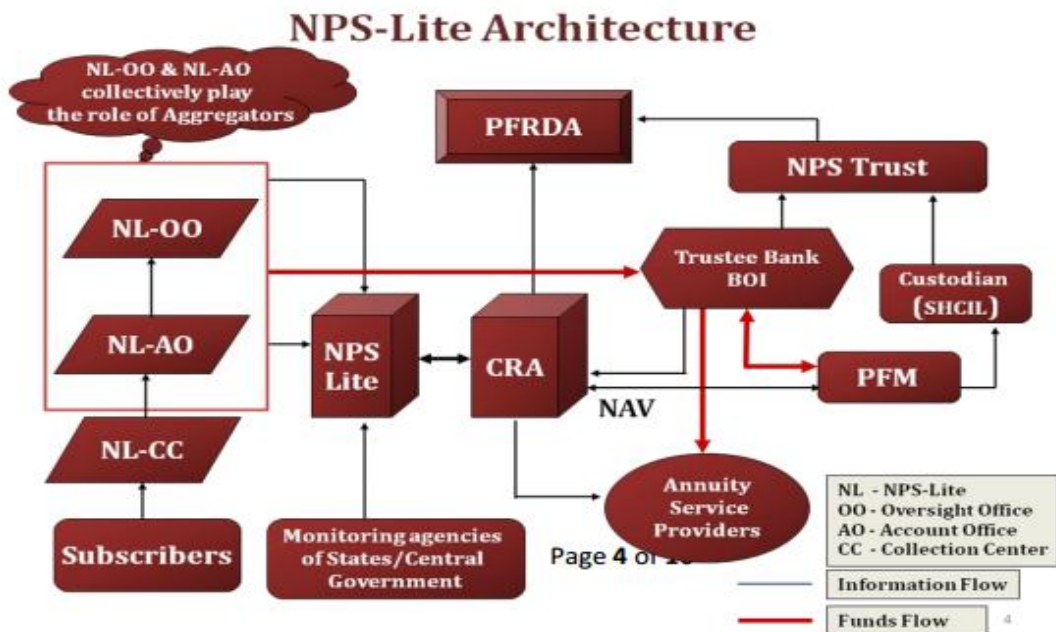 NPS-Lite Architecture
NL-OO & NL-AO
collectively play
the role of Aggregators
PFRDA
NPS Trust
NL-OO
Trustee Bank
BOI
Custodian
(SHCIL)
NL-AO
NPS
Lite
CRA
PFM
NAV
NL-CC
Annuity
Service
Providers
NL - NPS-Lite
OO - Oversight Office
AO - Account Office
CC - Collection Center
Subscribers
Monitoring agencies
of States/Central
Government
Page 4 of
Information Flow
Funds Flow
4